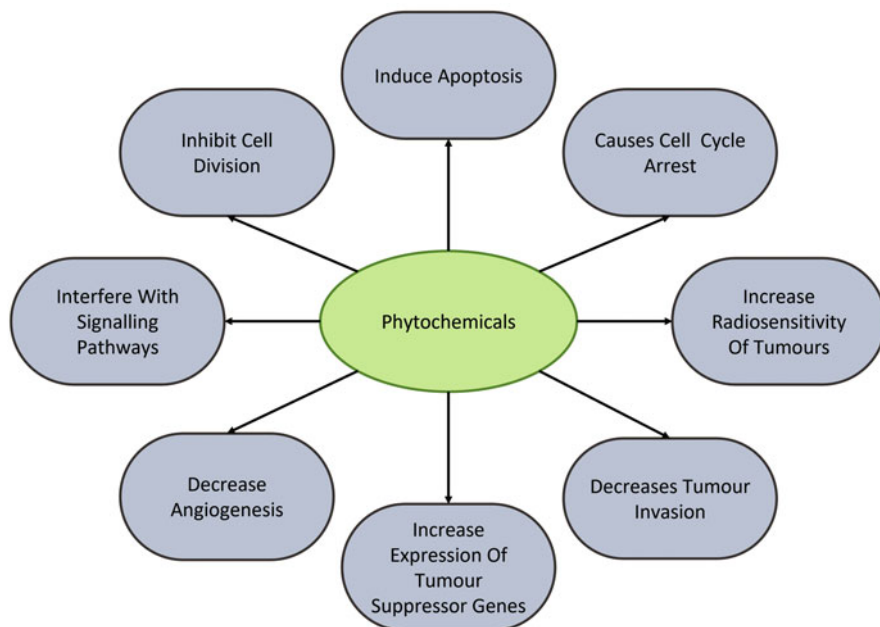 Induce Apoptosis
Inhibit Cell
Division
Causes Cell Cycle
Arrest
Interfere With
Signalling
Pathways
Phytochemicals
Increase
Radiosensitivity
Of Tumours
Decrease
Angiogenesis
Increase
Expression Of
Tumour
Suppressor Genes
Decreases Tumour
Invasion